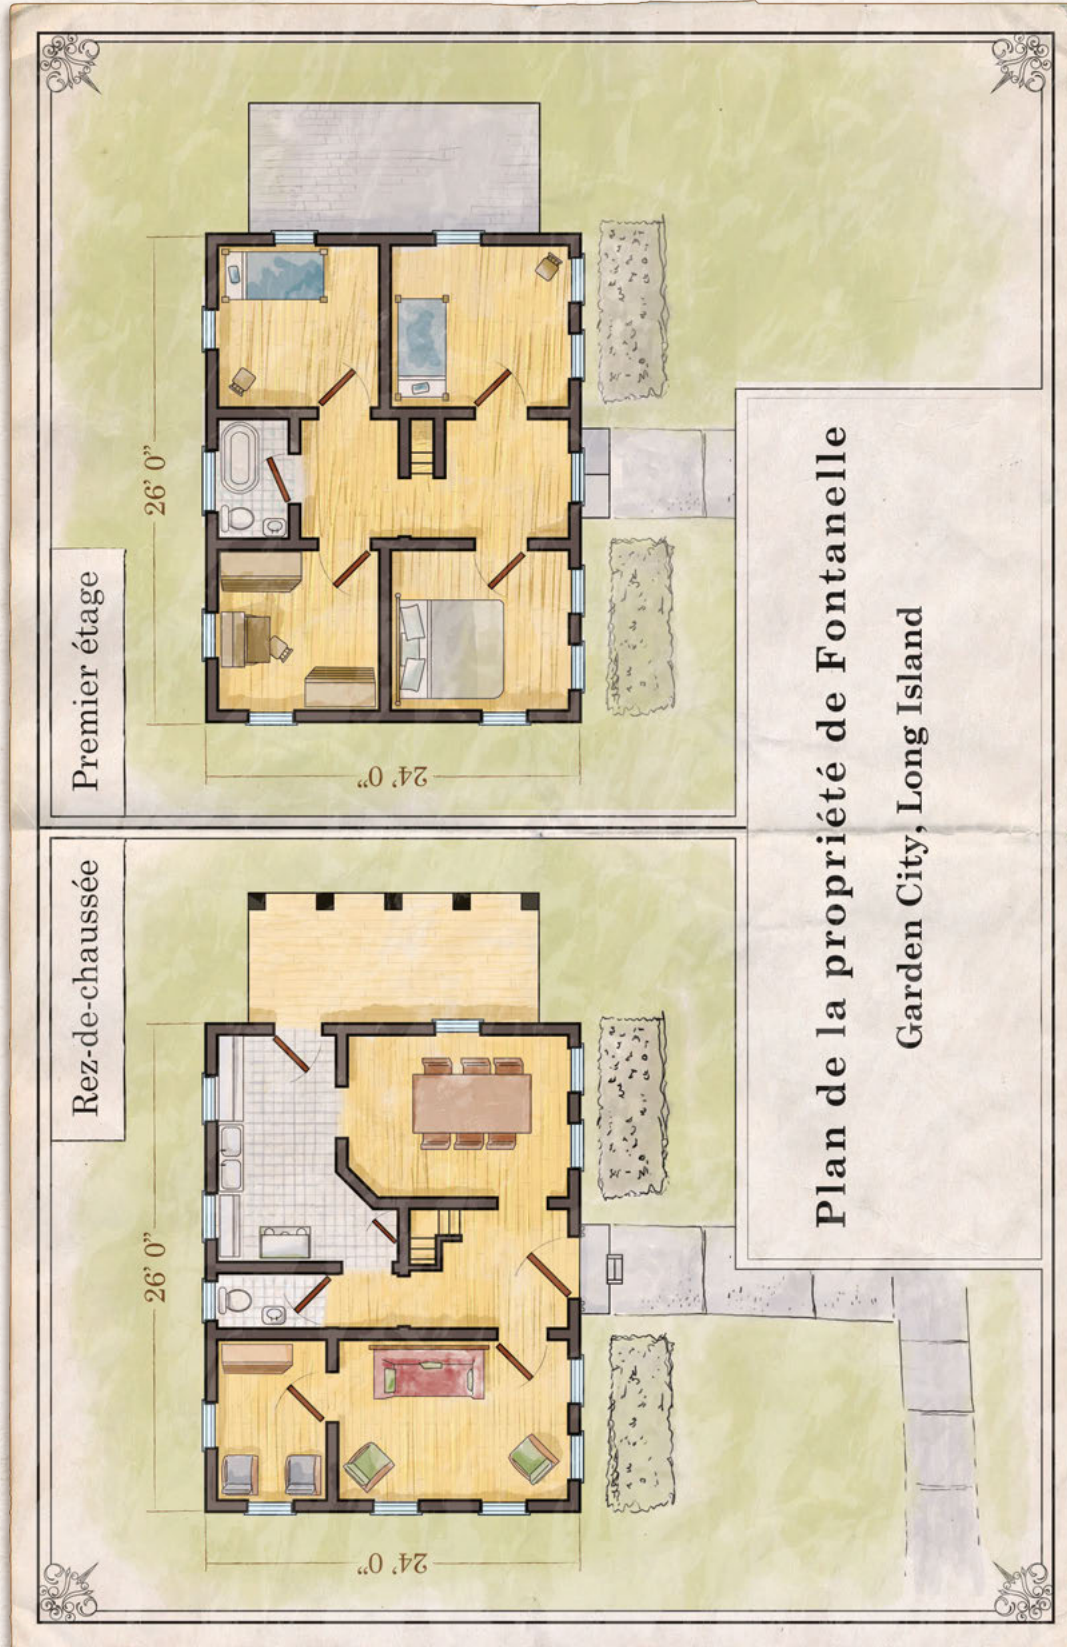 Rez-de-chaussée
26' 0"
24' 0"
Premier étage
26' 0"
24' 0"
Plan de la propriété de Fontanelle
Garden City, Long Island